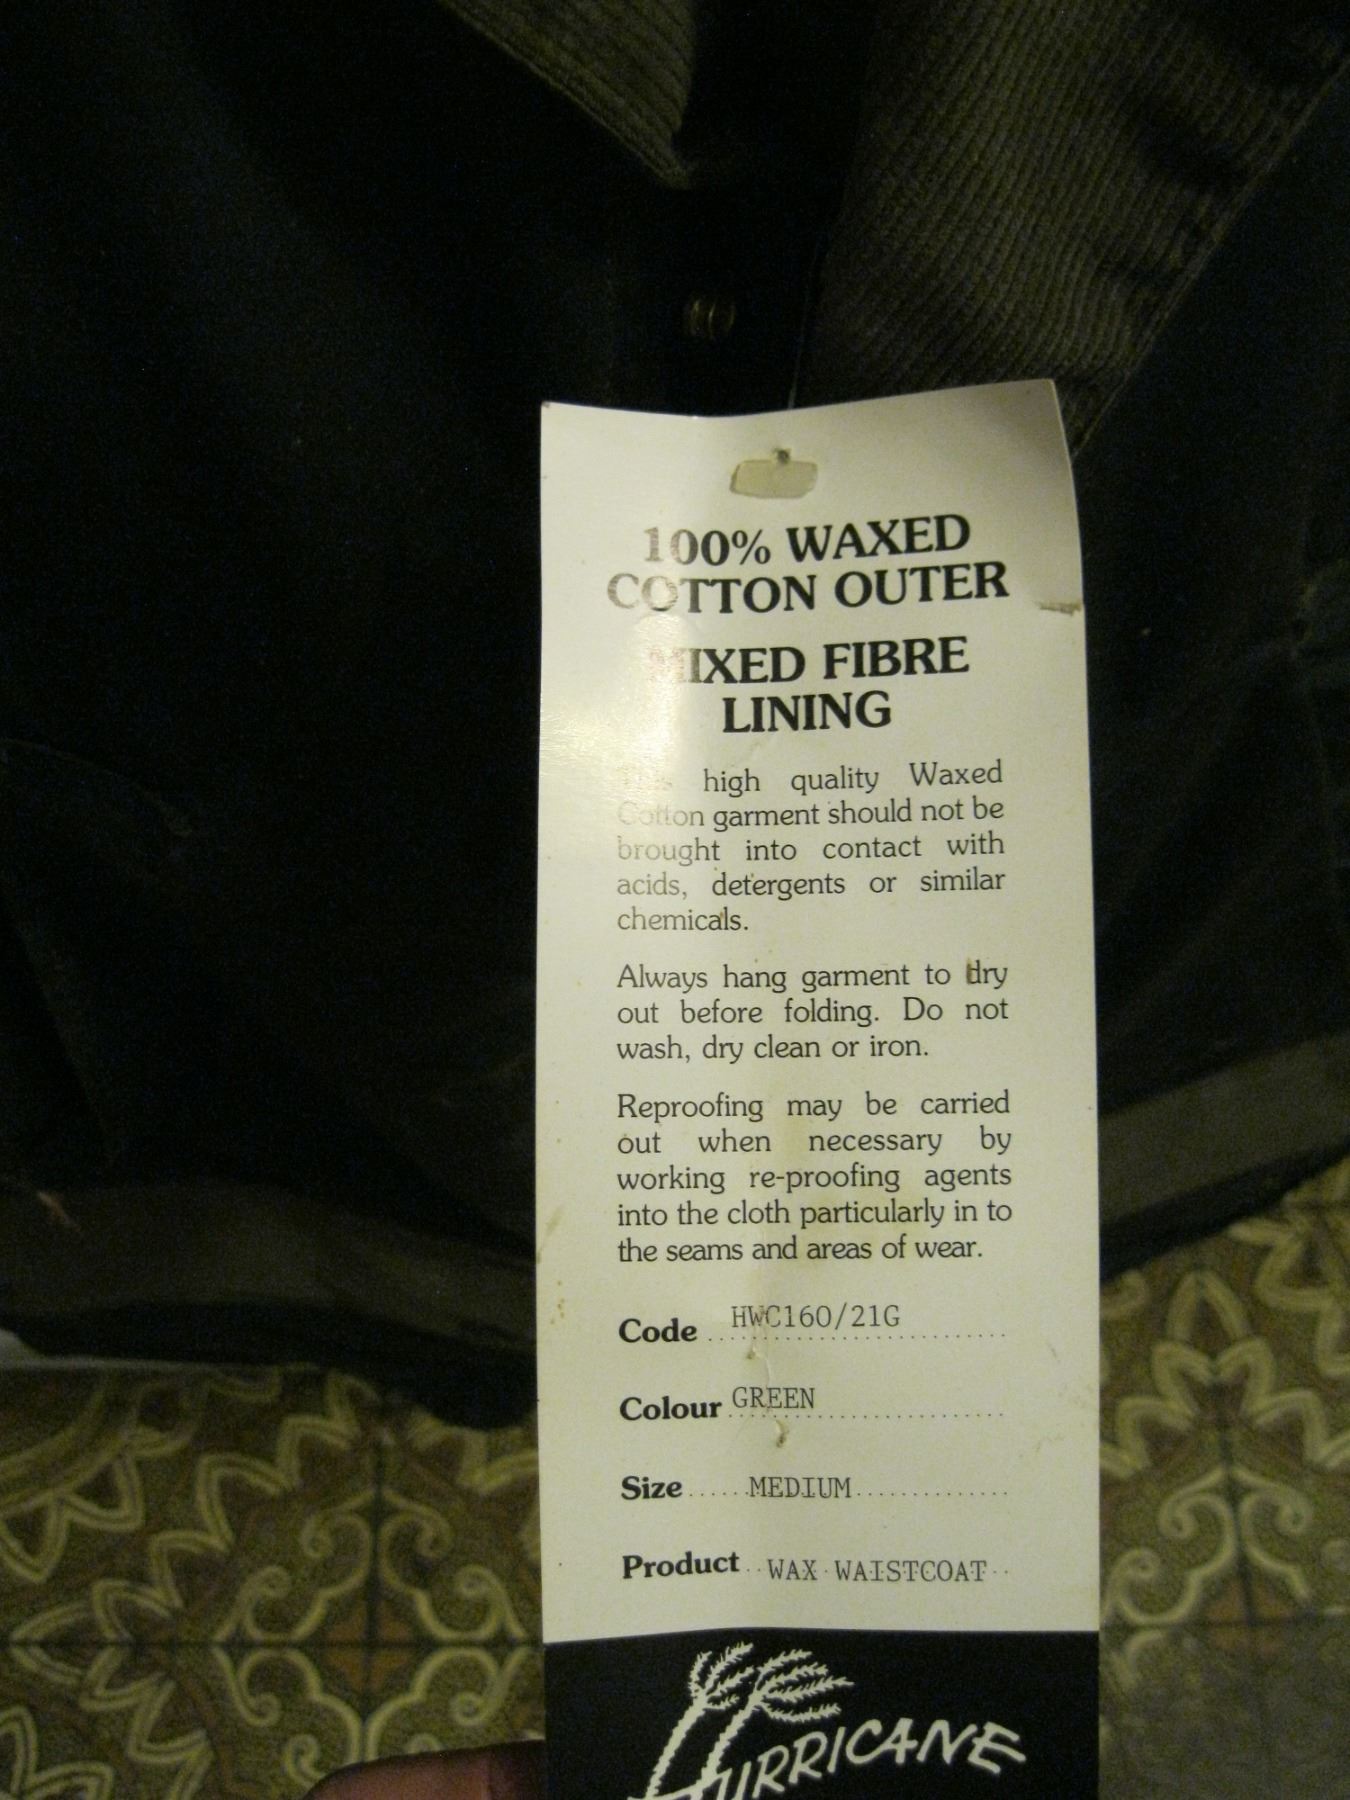 100% WAXED
COTTON OUTER
MIXED FIBRE
LINING
high quality Waxed
Cotton garment should not be
brought into contact with
acids, detergents or similar
chemicals.
Always hang garment to dry
out before folding. Do not
wash, dry clean or iron.
Reproofing may be carried
out when necessary by
working re-proofing agents
into the cloth particularly in to
the seams and areas of wear.
Code HWC160/21G
Colour GREEN
Size MEDIUM
Product WAX WAISTCOAT
HURRICANE